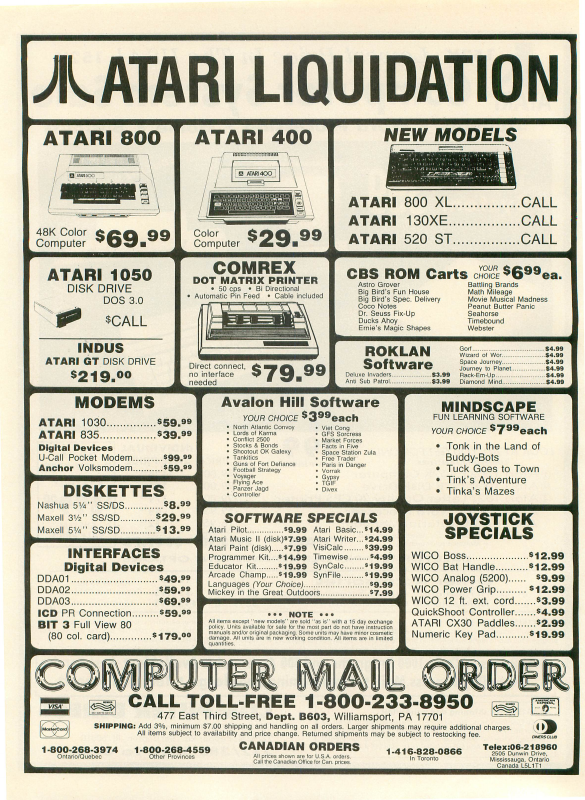 ATARI LIQUIDATION
ATARI 800
48K Color
Computer $69.99
ATARI 400
Color
Computer $29.99
NEW MODELS
ATARI 800 XL................CALL
ATARI 130XE................CALL
ATARI 520 ST................CALL
ATARI 1050
DISK DRIVE
DOS 3.0
$CALL
INDUS
ATARI GT DISK DRIVE
$219.00
COMREX
DOT MATRIX PRINTER
• 50 cps • Bi Directional
• Automatic Pin Feed • Cable included
Direct connect,
no interface
needed
$79.99
CBS ROM Carts YOUR CHOICE $6.99 ea.
Astro Grover
Big Bird's Fun House
Big Bird's Spec. Delivery
Coco Notes
Dr. Seuss Fix-Up
Ducks Ahoy
Ernie's Magic Shapes
Battling Brands
Math Mileage
Movie Musical Madness
Peanut Butter Panic
Seahorse
Timebound
Webster
ROKLAN
Software
Deluxe Invaders...............$3.99
Anti Sub Patrol................$3.99
Golf...............$4.99
Wizard of Wor...............$4.99
Space Journey...............$4.99
Journey to Planet...............$4.99
Rack-Em-Up...............$4.99
Diamond Mind...............$4.99
MODEMS
ATARI 1030............$59.99
ATARI 835............$39.99
Digital Devices
U-Call Pocket Modem......$99.99
Anchor Volksmodem......$59.99
Avalon Hill Software
YOUR CHOICE $3.99 each
• North Atlantic Convoy
• Lords of Karma
• Conflict 2500
• Stocks & Bonds
• Shootout OK Galexy
• Tanktics
• Guns of Fort Defiance
• Football Strategy
• Voyager
• Flying Ace
• Panzer Jagd
• Controller
• Viet Cong
• GFS Sorcress
• Market Forces
• Facts in Five
• Space Station Zula
• Free Trader
• Paris in Danger
• Vorrak
• Gypsy
• TGIF
• Divex
MINDSCAPE
FUN LEARNING SOFTWARE
YOUR CHOICE $7.99 each
• Tonk in the Land of
Buddy-Bots
• Tuck Goes to Town
• Tink's Adventure
• Tinka's Mazes
DISKETTES
Nashua 5¼" SS/DS..........$8.99
Maxell 3½" SS/SD..........$29.99
Maxell 5¼" SS/SD..........$13.99
INTERFACES
Digital Devices
DDA01......................$49.99
DDA02......................$59.99
DDA03......................$69.99
ICD PR Connection.........$59.99
BIT 3 Full View 80
(80 col. card)...............$179.00
SOFTWARE SPECIALS
Atari Pilot...............$9.99 Atari Basic...$14.99
Atari Music II (disk)$7.99 Atari Writer...$24.99
Atari Paint (disk).....$7.99 VisiCalc......$39.99
Programmer Kit....$14.99 Timewise......$4.99
Educator Kit.......$19.99 SynCalc......$19.99
Arcade Champ.....$19.99 SynFile........$19.99
Languages (Your Choice)......................$9.99
Mickey in the Great Outdoors...............$7.99
••• NOTE •••
All items except "new models" are sold "as is" with a 15 day exchange
policy. Units available for sale for the most part do not have instruction
manuals and/or original packaging. Some units may have minor cosmetic
damage. All units are in new working condition. All items are in limited
quantities.
JOYSTICK
SPECIALS
WICO Boss...............$12.99
WICO Bat Handle.......$12.99
WICO Analog (5200).....$9.99
WICO Power Grip.......$12.99
WICO 12 ft. ext. cord.....$3.99
QuickShoot Controller.....$4.99
ATARI CX30 Paddles.....$2.99
Numeric Key Pad.........$19.99
COMPUTER MAIL ORDER
CALL TOLL-FREE 1-800-233-8950
477 East Third Street, Dept. B603, Williamsport, PA 17701
SHIPPING: Add 3%, minimum $7.00 shipping and handling on all orders. Larger shipments may require additional charges.
All items subject to availability and price change. Returned shipments may be subject to restocking fee.
VISA
MasterCard
DINERS CLUB
1-800-268-3974
Ontario/Quebec
1-800-268-4559
Other Provinces
CANADIAN ORDERS
All prices shown are for U.S.A. orders.
Call the Canadian Office for Can. prices.
1-416-828-0866
In Toronto
Telex:06-218960
2505 Dunwin Drive,
Mississauga, Ontario
Canada L5L1T1